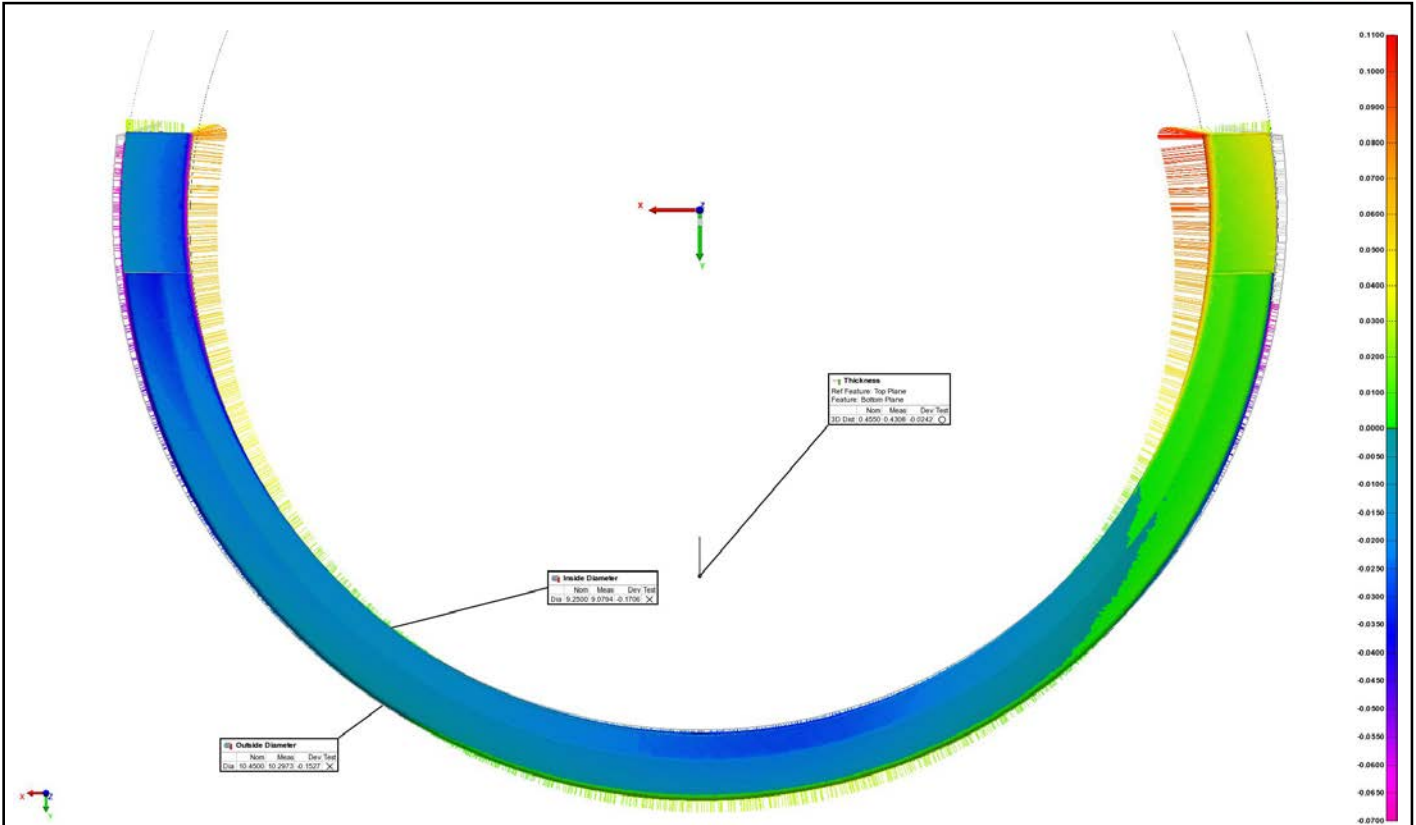 0.1100
0.1000
0.0900
0.0800
0.0700
0.0600
0.0500
0.0400
0.0300
0.0200
0.0100
0.0000
-0.0050
-0.0100
-0.0150
-0.0200
-0.0250
-0.0300
-0.0350
-0.0400
-0.0450
-0.0500
-0.0550
-0.0600
-0.0650
-0.0700
X
Z
Y
Thickness
Ref Feature: Top Plane
Feature: Bottom Plane
Nom Meas Dev Test
3D Dist 0.4550 0.4308 -0.0242
Inside Diameter
Nom Meas Dev Test
Dia 9.2500 9.0794 -0.1706
Outside Diameter
Nom Meas Dev Test
Dia 10.4500 10.2973 -0.1527
X Z
Y